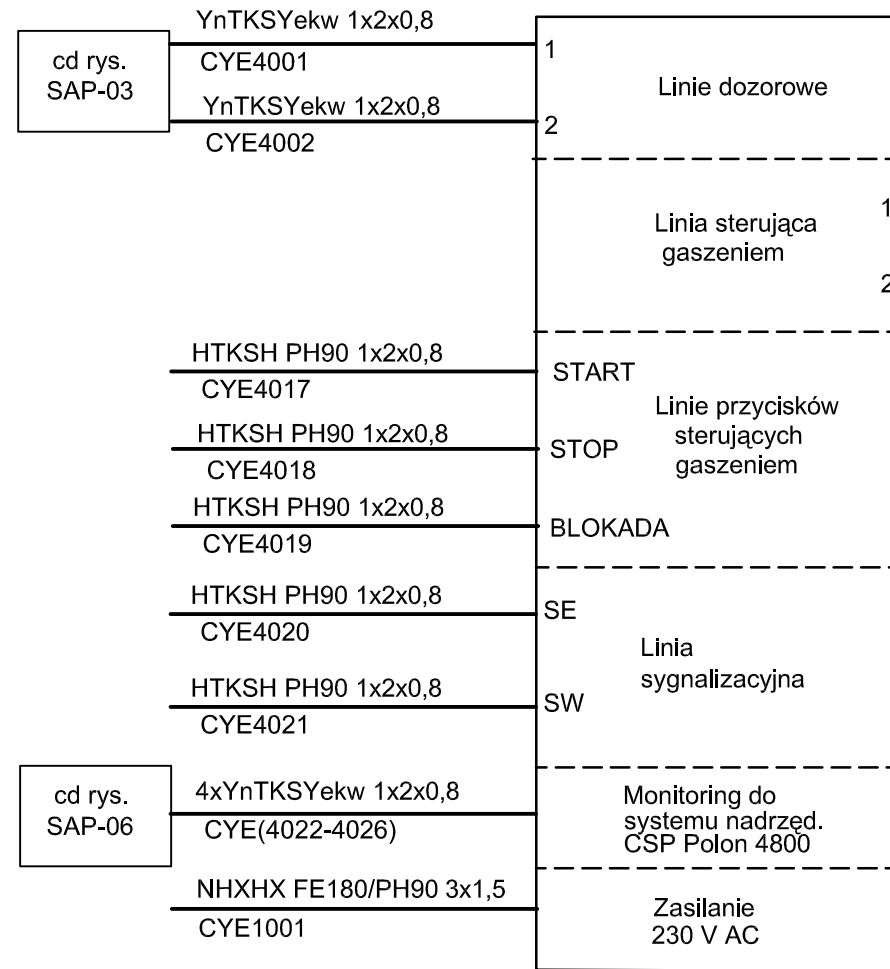 YnTKSYekw 1x2x0,8
cd rys.
SAP-03
CYE4001
1
Linie dozorowe
YnTKSYekw 1x2x0,8
CYE4002
2
Linia sterująca
gaszeniem
1
2
HTKSH PH90 1x2x0,8
CYE4017
START
Linie przycisków
sterujących
gaszeniem
HTKSH PH90 1x2x0,8
CYE4018
STOP
HTKSH PH90 1x2x0,8
CYE4019
BLOKADA
HTKSH PH90 1x2x0,8
CYE4020
SE
Linia
sygnalizacyjna
HTKSH PH90 1x2x0,8
CYE4021
SW
cd rys.
SAP-06
4xYnTKSYekw 1x2x0,8
CYE(4022-4026)
Monitoring do
systemu nadrzęd.
CSP Polon 4800
NHXHX FE180/PH90 3x1,5
CYE1001
Zasilanie
230 V AC